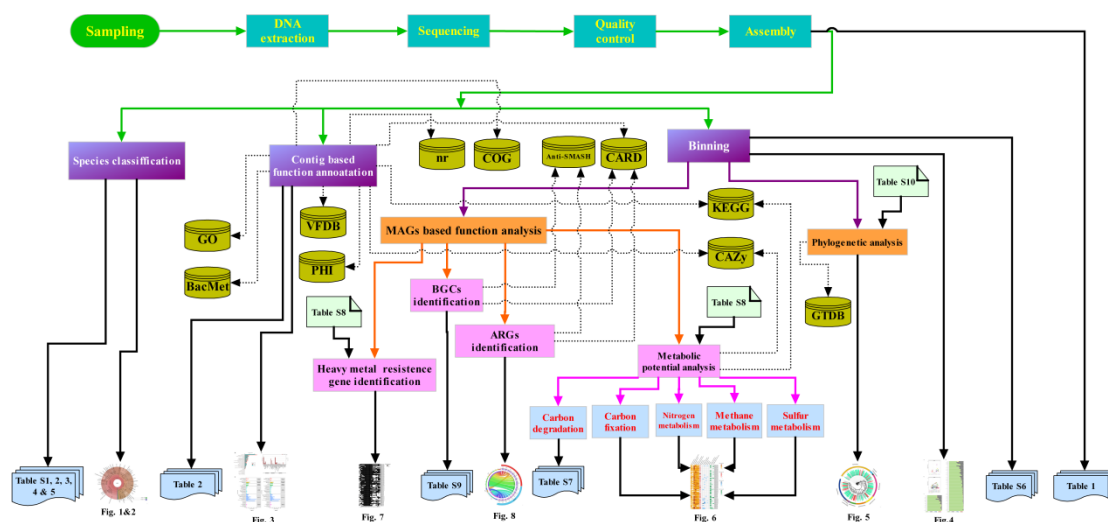 Sampling
DNA
extraction
Sequencing
Quality
control
Assembly
Species classiffication
Contig based
function annoatation
nr
COG
Anti-SMASH
CARD
Binning
Table S10
GO
VFDB
KEGG
MAGs based function analysis
Phylogenetic analysis
BacMet
PHI
CAZy
BGCs
identification
GTDB
Table S8
Table S8
ARGs
identification
Heavy metal resistence
gene identification
Metabolic
potential analysis
Carbon
degradation
Carbon
fixation
Nitrogen
metabolism
Methane
metabolism
Sulfur
metabolism
Table S1, 2, 3,
4 & 5
Fig. 1&2
Table 2
Fig. 3
Fig. 7
Table S9
Fig. 8
Table S7
Fig. 6
Fig. 5
Fig.4
Table S6
Table 1